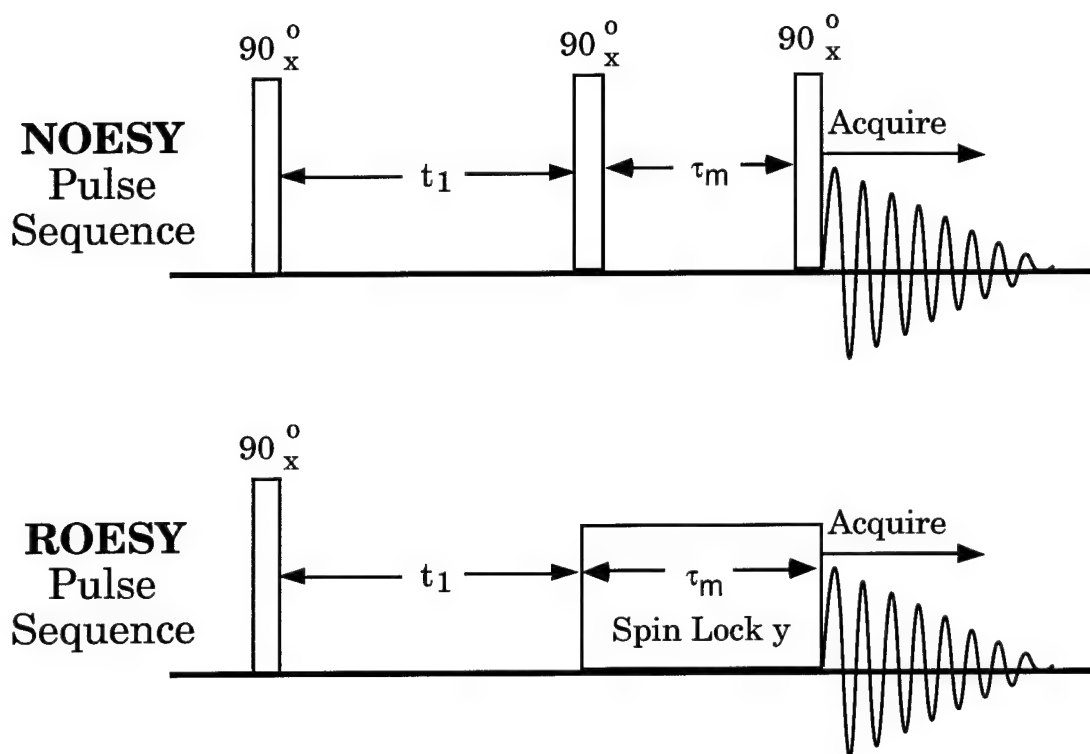 90°x 90°x 90°x
NOESY
Pulse
Sequence
t1
τm
Acquire
90°x
ROESY
Pulse
Sequence
t1
τm
Spin Lock y
Acquire